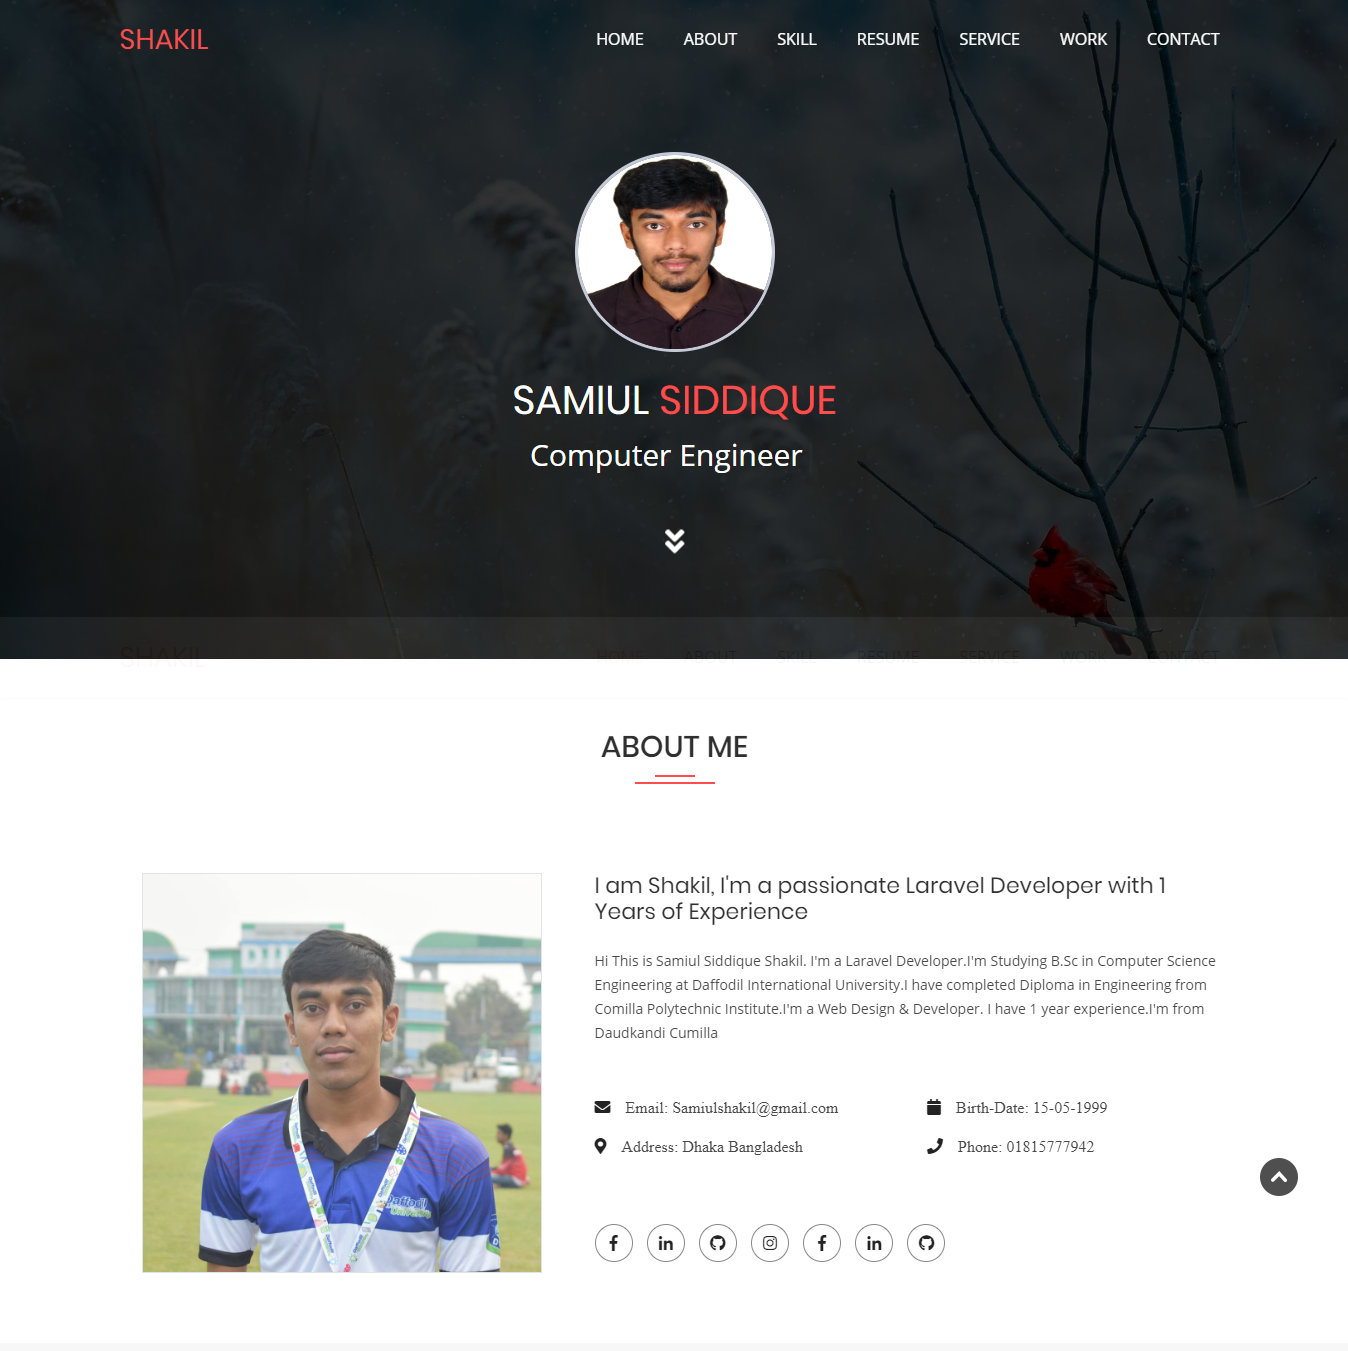 SHAKIL
HOME ABOUT SKILL RESUME SERVICE WORK CONTACT
SAMIUL SIDDIQUE
Computer Engineer
SHAKIL
HOME ABOUT SKILL RESUME SERVICE WORK CONTACT
ABOUT ME
I am Shakil, I'm a passionate Laravel Developer with 1
Years of Experience
Hi This is Samiul Siddique Shakil. I'm a Laravel Developer.I'm Studying B.Sc in Computer Science
Engineering at Daffodil International University.I have completed Diploma in Engineering from
Comilla Polytechnic Institute.I'm a Web Design & Developer. I have 1 year experience.I'm from
Daudkandi Cumilla
Email: Samiulshakil@gmail.com
Birth-Date: 15-05-1999
Address: Dhaka Bangladesh
Phone: 01815777942